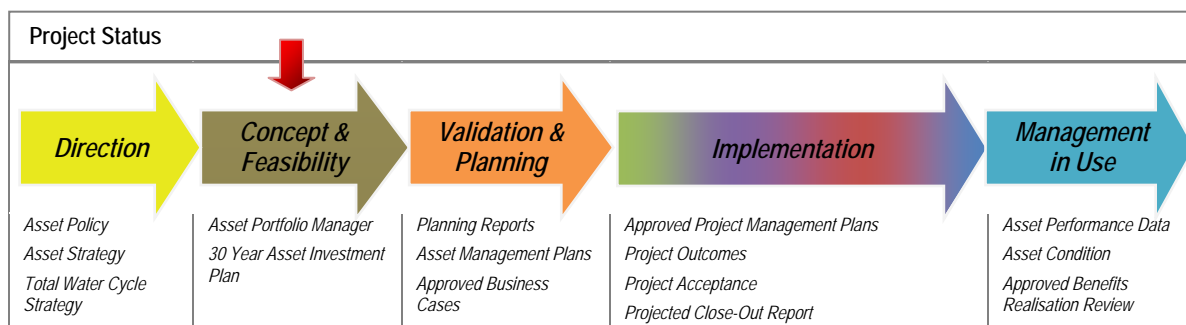 Project Status
Direction
Concept &
Feasibility
Validation &
Planning
Implementation
Management
in Use
Asset Policy
Asset Strategy
Total Water Cycle
Strategy
Asset Portfolio Manager
30 Year Asset Investment
Plan
Planning Reports
Asset Management Plans
Approved Business
Cases
Approved Project Management Plans
Project Outcomes
Project Acceptance
Projected Close-Out Report
Asset Performance Data
Asset Condition
Approved Benefits
Realisation Review